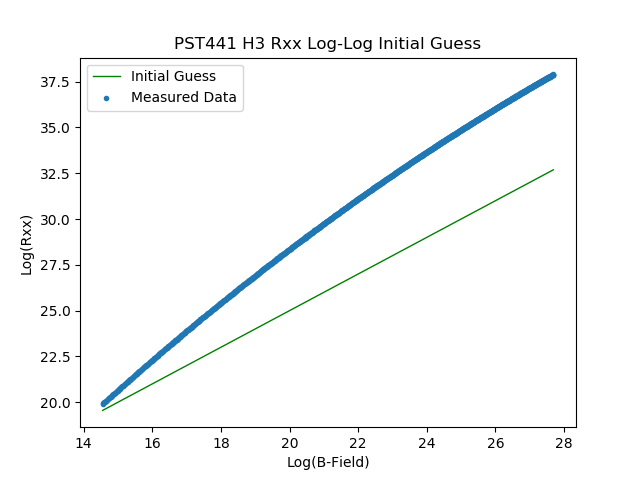 PST441 H3 Rxx Log-Log Initial Guess
Initial Guess
Measured Data
37.5
35.0
32.5
30.0
27.5
25.0
22.5
20.0
Log(Rxx)
14 16 18 20 22 24 26 28
Log(B-Field)